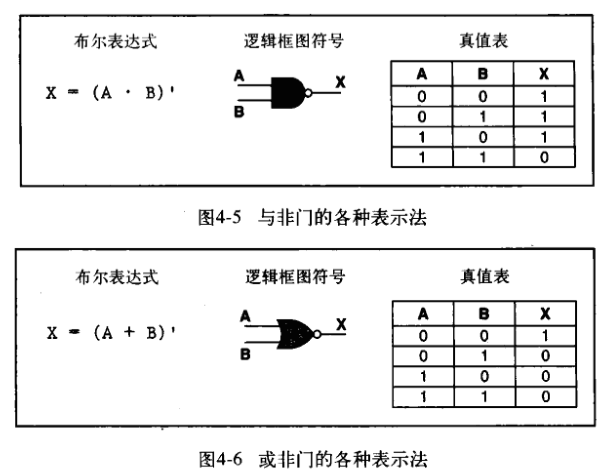 布尔表达式 逻辑框图符号 真值表
X = (A · B)'
A
B
X
A B X
0 0 1
0 1 1
1 0 1
1 1 0
图4-5 与非门的各种表示法
布尔表达式 逻辑框图符号 真值表
X = (A + B)'
A
B
X
A B X
0 0 1
0 1 0
1 0 0
1 1 0
图4-6 或非门的各种表示法